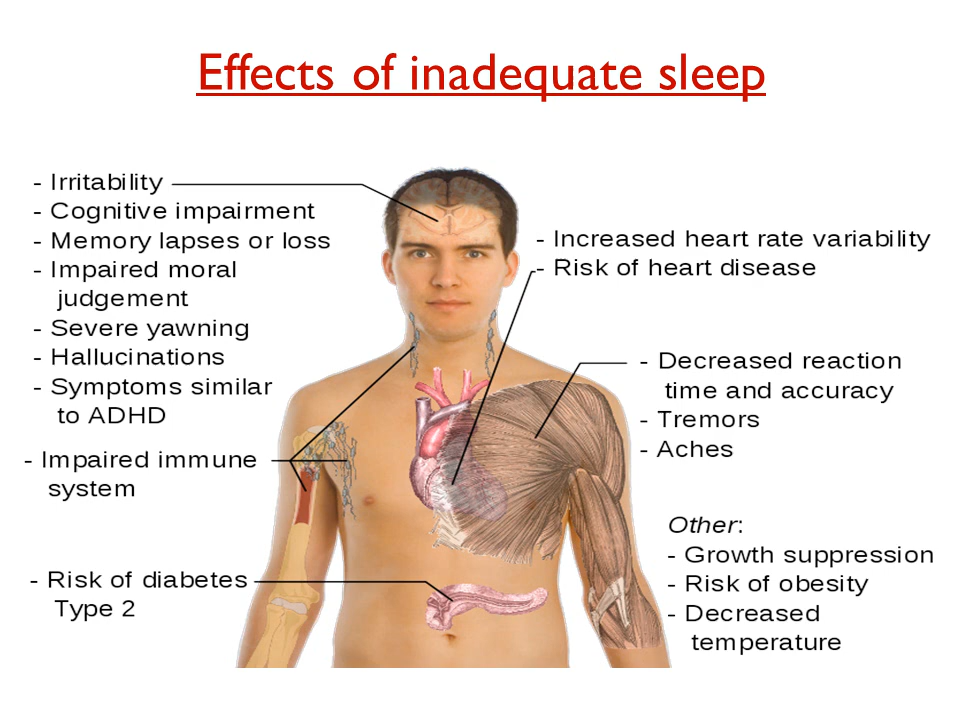 Effects of inadequate sleep
- Irritability
- Cognitive impairment
- Memory lapses or loss
- Impaired moral
judgement
- Severe yawning
- Hallucinations
- Symptoms similar
to ADHD
- Impaired immune
system
- Risk of diabetes
Type 2
- Increased heart rate variability
- Risk of heart disease
- Decreased reaction
time and accuracy
- Tremors
- Aches
Other:
- Growth suppression
- Risk of obesity
- Decreased
temperature